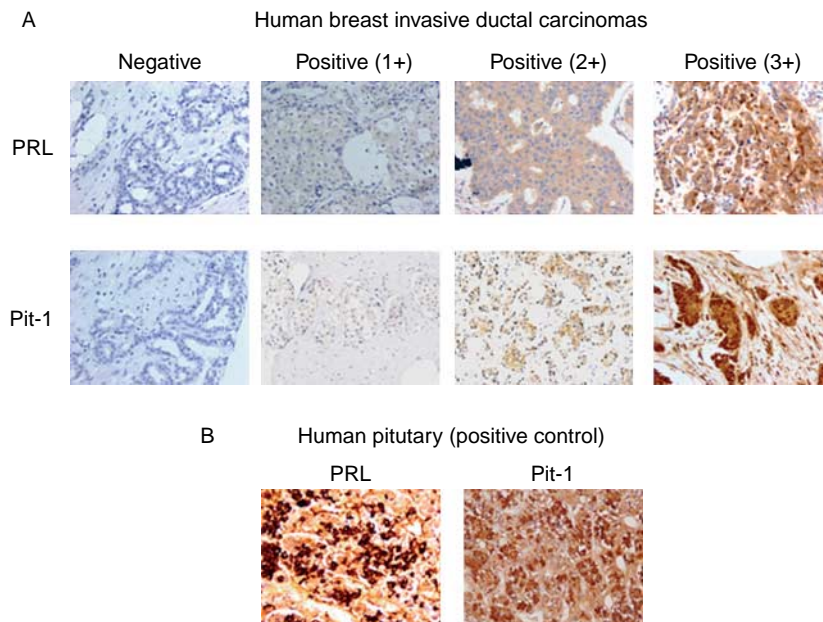 A Human breast invasive ductal carcinomas
Negative Positive (1+) Positive (2+) Positive (3+)
PRL
Pit-1
B Human pitutary (positive control)
PRL Pit-1